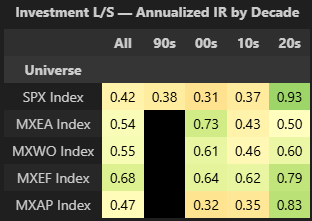 Investment L/S — Annualized IR by Decade
All 90s 00s 10s 20s
Universe
SPX Index 0.42 0.38 0.31 0.37 0.93
MXEA Index 0.54 0.73 0.43 0.50
MXWO Index 0.55 0.61 0.46 0.60
MXEF Index 0.68 0.64 0.62 0.79
MXAP Index 0.47 0.32 0.35 0.83